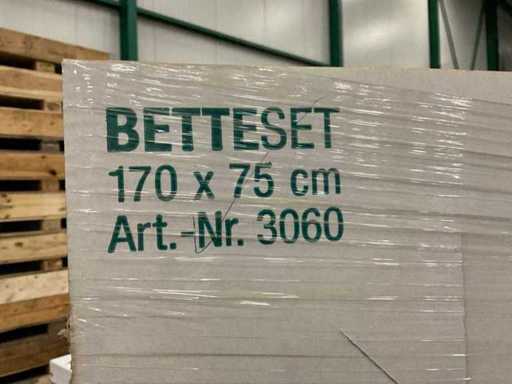 BETTESET
170 x 75 cm
Art.-Nr. 3060